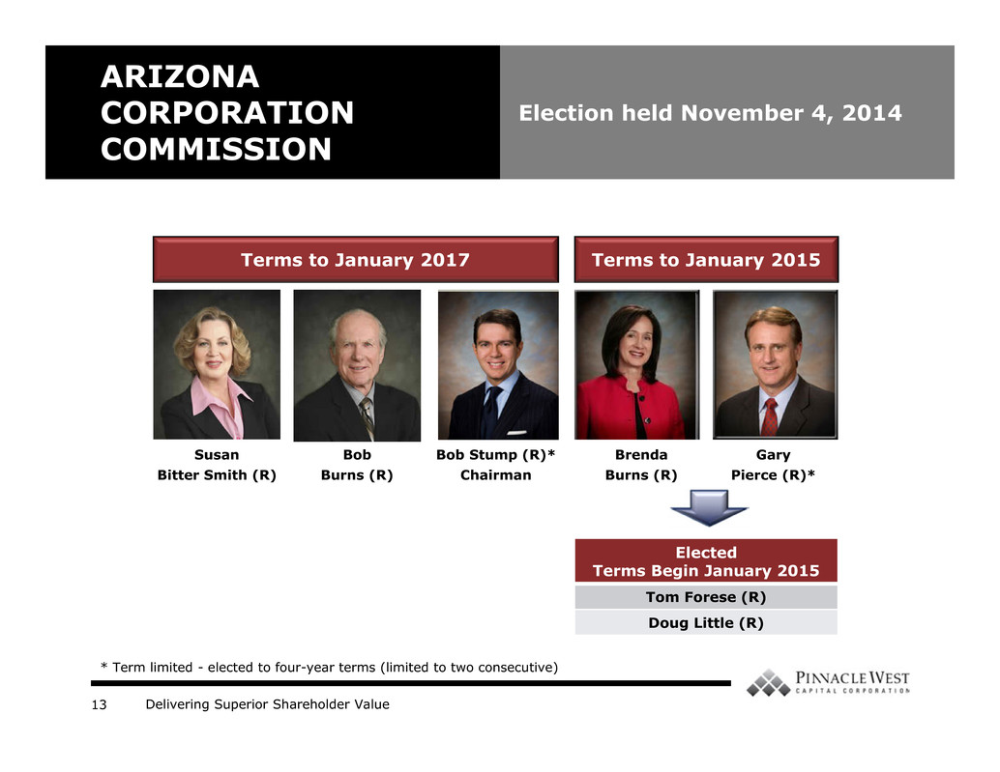 ARIZONA
CORPORATION
COMMISSION
Election held November 4, 2014
Terms to January 2017
Terms to January 2015
Susan
Bitter Smith (R)
Bob
Burns (R)
Bob Stump (R)*
Chairman
Brenda
Burns (R)
Gary
Pierce (R)*
Elected
Terms Begin January 2015
Tom Forese (R)
Doug Little (R)
* Term limited - elected to four-year terms (limited to two consecutive)
PINNACLE WEST
CAPITAL CORPORATION
13 Delivering Superior Shareholder Value